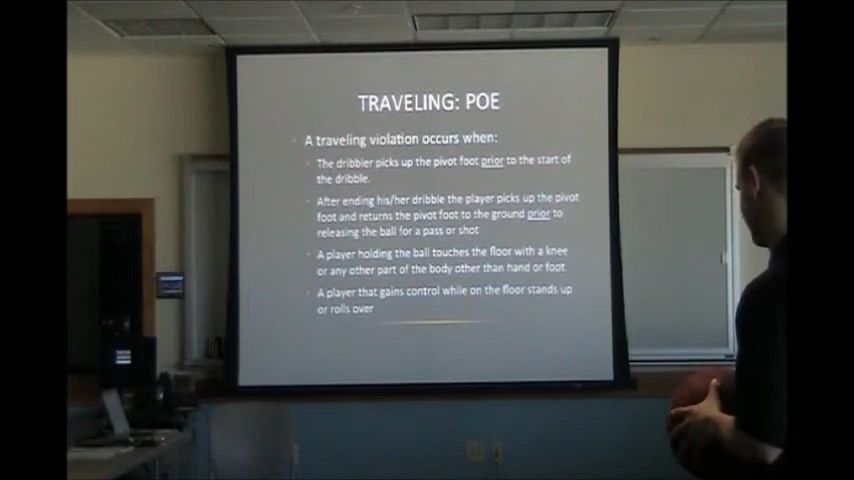 TRAVELING: POE
A traveling violation occurs when:
The dribbler picks up the pivot foot prior to the start of
the dribble.
After ending his/her dribble the player picks up the pivot
foot and returns the pivot foot to the ground prior to
releasing the ball for a pass or shot
A player holding the ball touches the floor with a knee
or any other part of the body other than hand or foot
A player that gains control while on the floor stands up
or rolls over